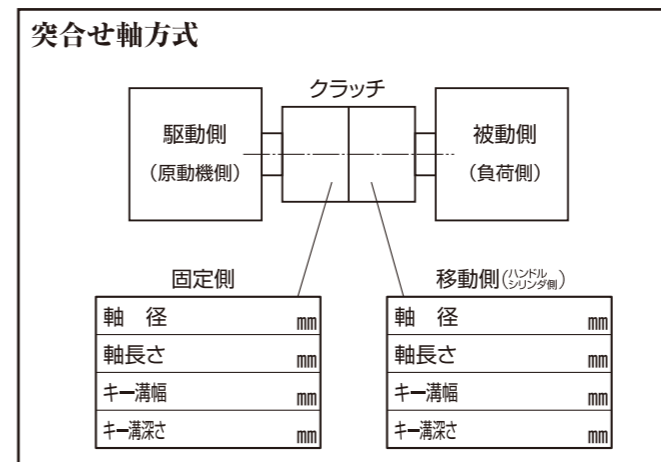 突合せ軸方式
クラッチ
駆動側
（原動機側）
被動側
（負荷側）
固定側
軸　径 mm
軸長さ mm
キー溝幅 mm
キー溝深さ mm
移動側（ハンドルシリンダ側）
軸　径 mm
軸長さ mm
キー溝幅 mm
キー溝深さ mm